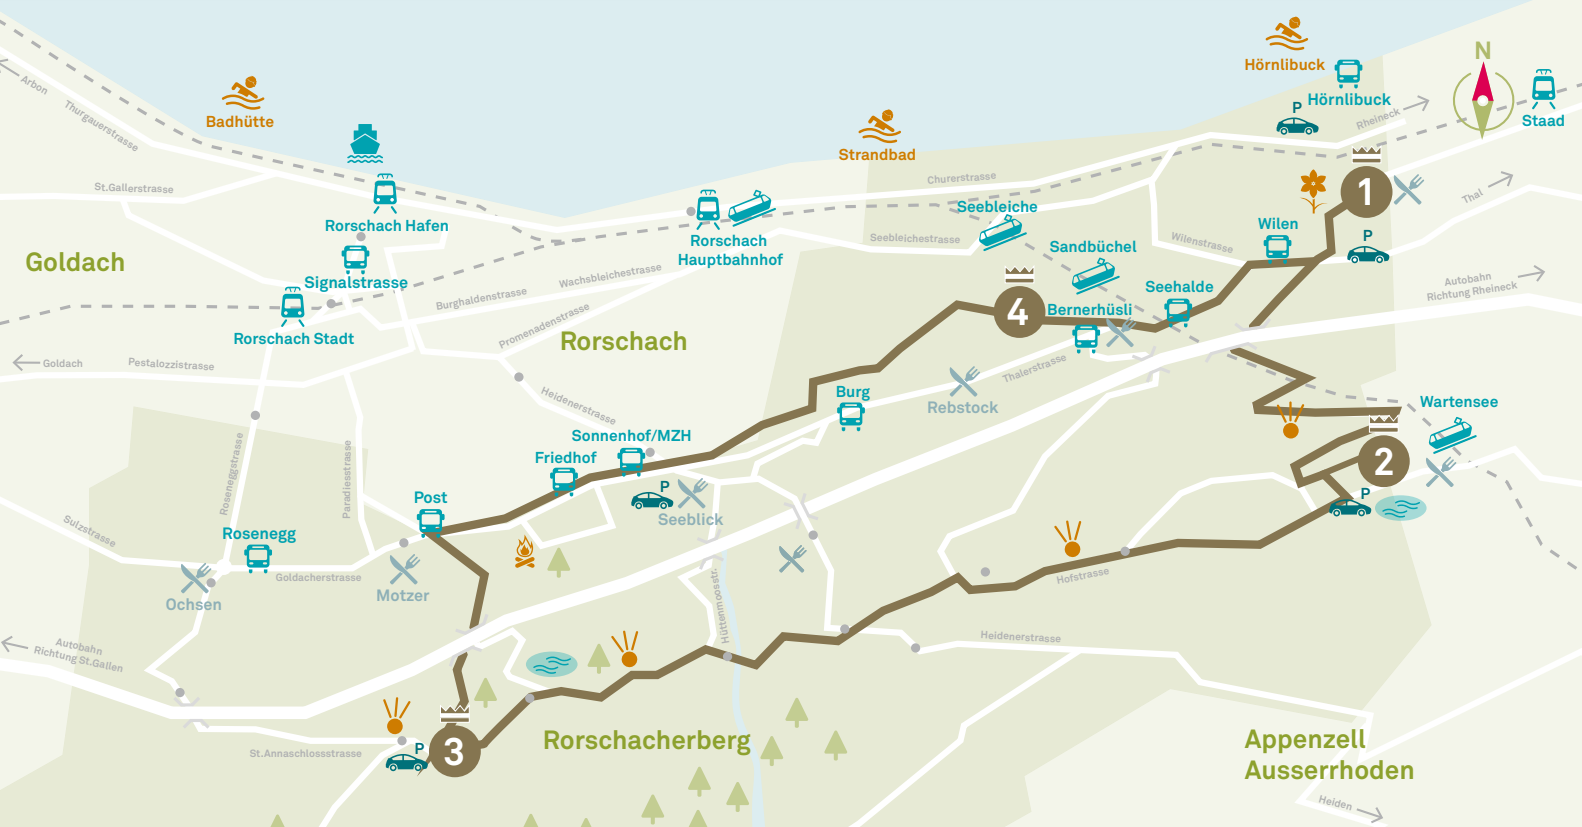 Hörnlibuck
N
Arbon
Badhütte
P
Hörnlibuck
Rheineck
Staad
Thurgauerstrasse
Strandbad
St.Gallerstrasse
Churerstrasse
1
Thal
Rorschach Hafen
Seebleiche
Wilen
P
Rorschach
Hauptbahnhof
Seebleichestrasse
Sandbüchel
Wilenstrasse
Goldach
Signalstrasse
Wachsbleichestrasse
Seehalde
Autobahn
Richtung Rheineck
Burghaldenstrasse
4
Bernerhüsli
Rorschach Stadt
Promenadenstrasse
Rorschach
Goldach
Pestalozzistrasse
Thalerstrasse
Heidenerstrasse
Burg
Rebstock
Wartensee
Sonnenhof/MZH
Friedhof
2
Roseneggstrasse
Paradiesstrasse
Post
P
Seeblick
P
Sulzstrasse
Rosenegg
Goldacherstrasse
Hofstrasse
Ochsen
Motzer
Hüttenmoosstr.
Heidenerstrasse
Autobahn
Richtung St.Gallen
St.Annaschlossstrasse
P
3
Rorschacherberg
Appenzell
Ausserrhoden
Heiden